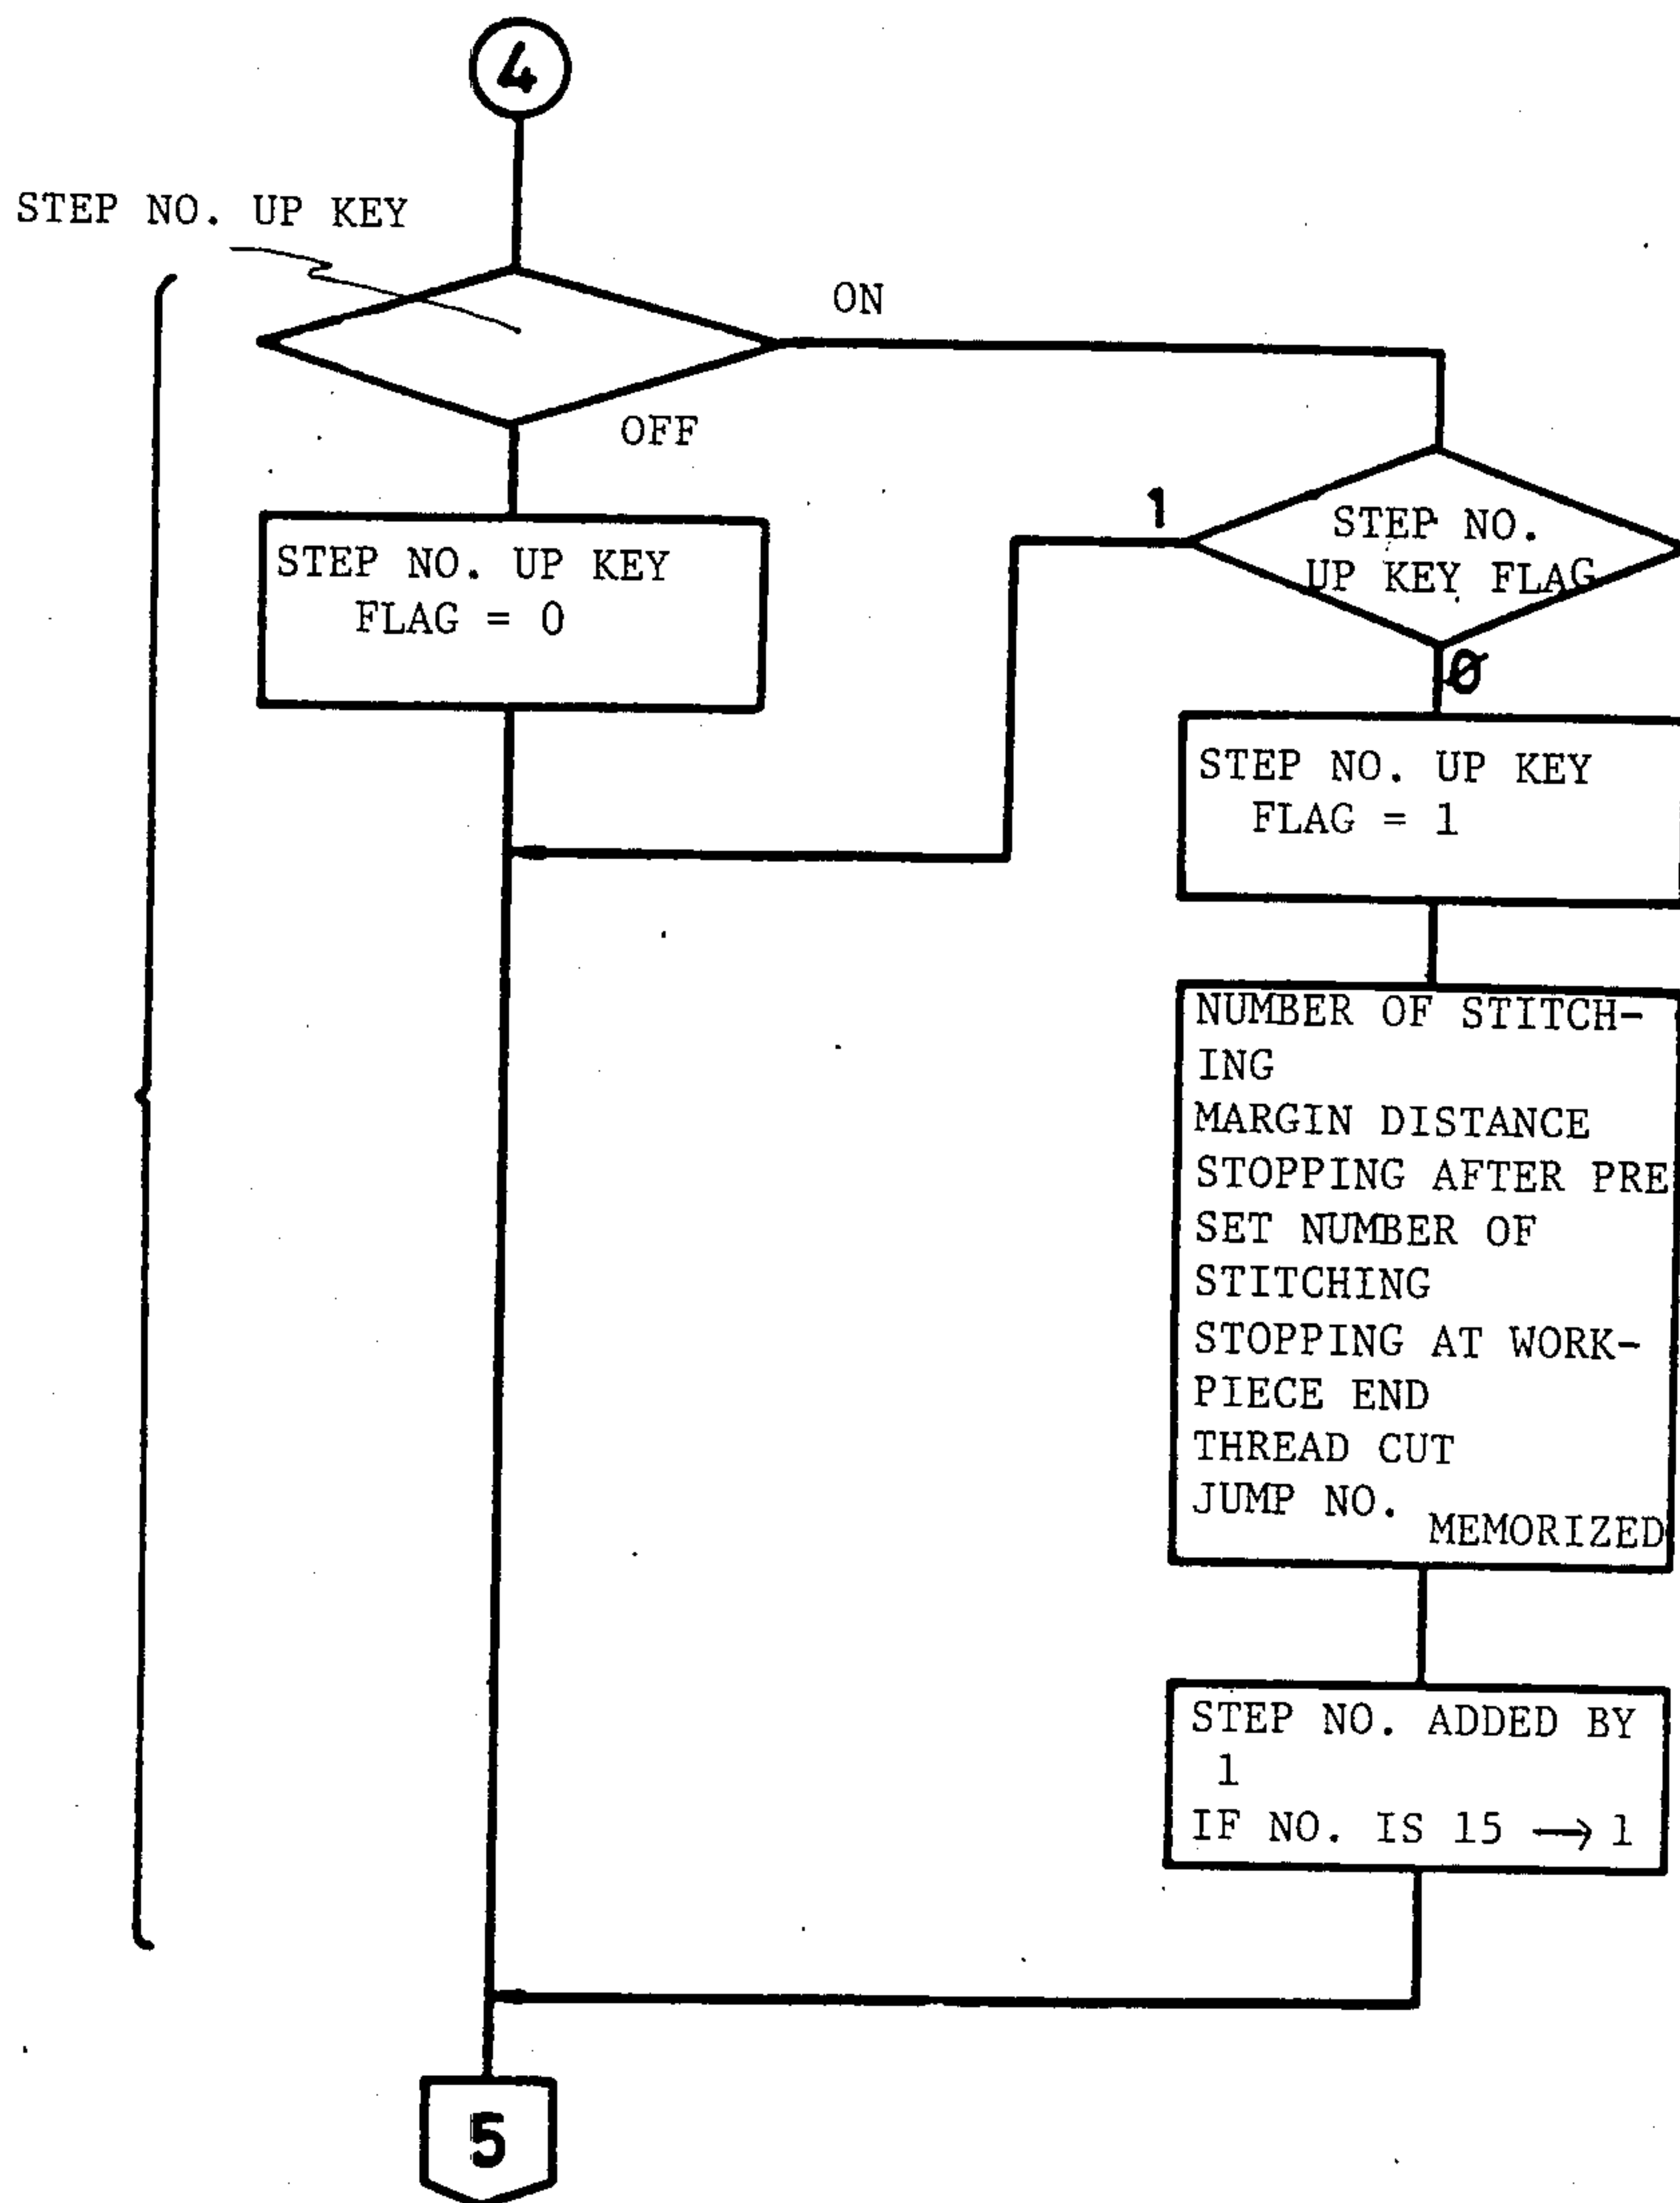 4
STEP NO. UP KEY
ON
OFF
STEP NO. UP KEY
FLAG = 0
1
STEP NO.
UP KEY FLAG
0
STEP NO. UP KEY
FLAG = 1
NUMBER OF STITCH-
ING
MARGIN DISTANCE
STOPPING AFTER PRE
SET NUMBER OF
STITCHING
STOPPING AT WORK-
PIECE END
THREAD CUT
JUMP NO.
MEMORIZED
STEP NO. ADDED BY
1
IF NO. IS 15 → 1
5